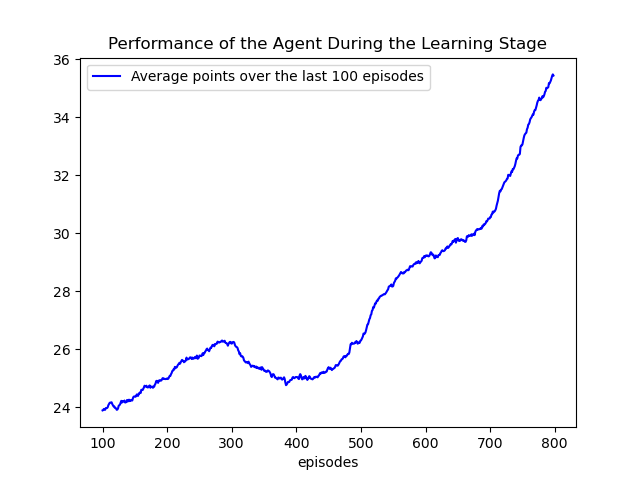 Performance of the Agent During the Learning Stage
36
Average points over the last 100 episodes
34
32
30
28
26
24
100 200 300 400 500 600 700 800
episodes